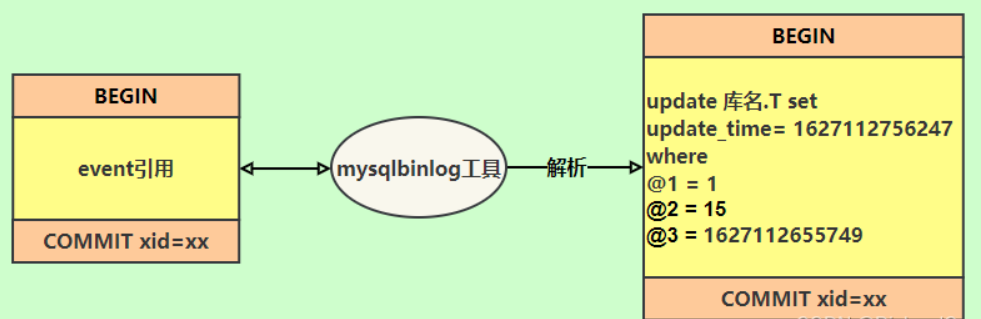 BEGIN
event引用
COMMIT xid=xx
mysqlbinlog工具
解析
BEGIN
update 库名.T set
update_time= 1627112756247
where
@1 = 1
@2 = 15
@3 = 1627112655749
COMMIT xid=xx